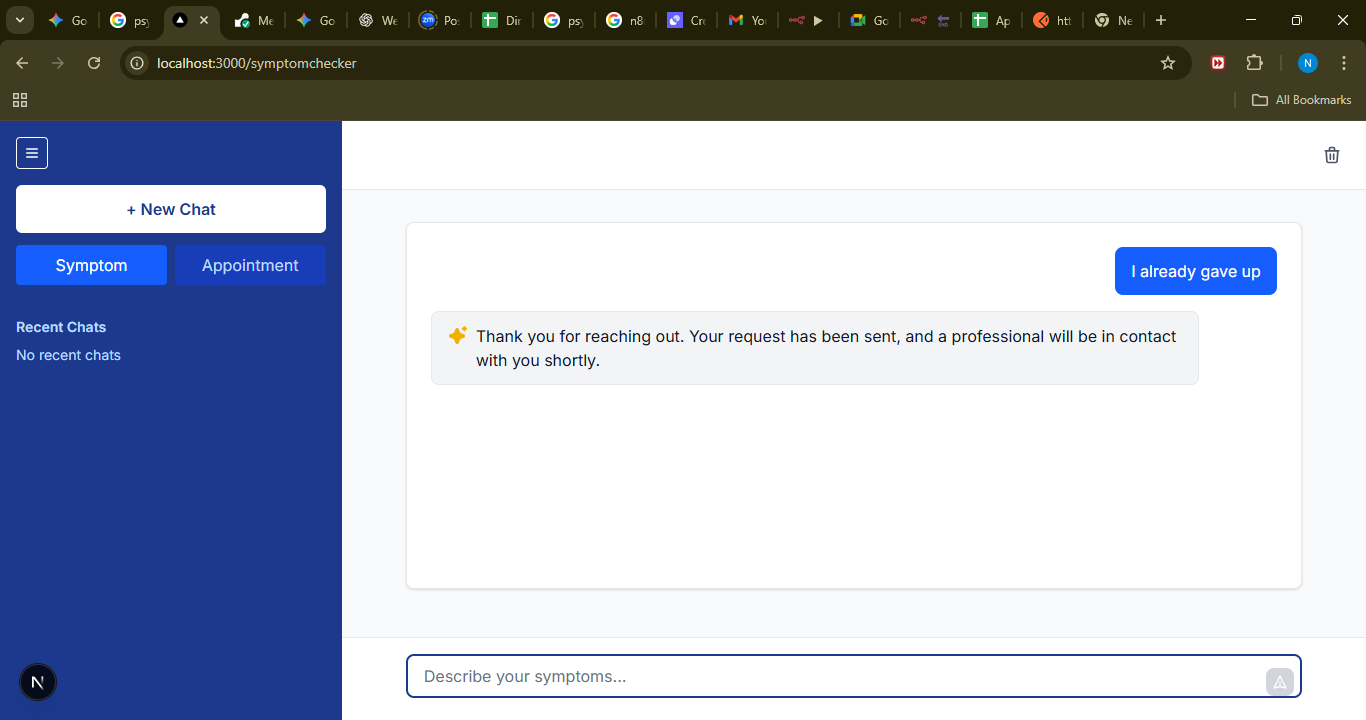 Go
psy
Me
Go
We
zm Po
Dir
psy
n8
Cre
You
Go
END
Ap
htt
Ne
localhost:3000/symptomchecker
N
All Bookmarks
+ New Chat
Symptom
Appointment
Recent Chats
No recent chats
I already gave up
Thank you for reaching out. Your request has been sent, and a professional will be in contact
with you shortly.
Describe your symptoms...
N